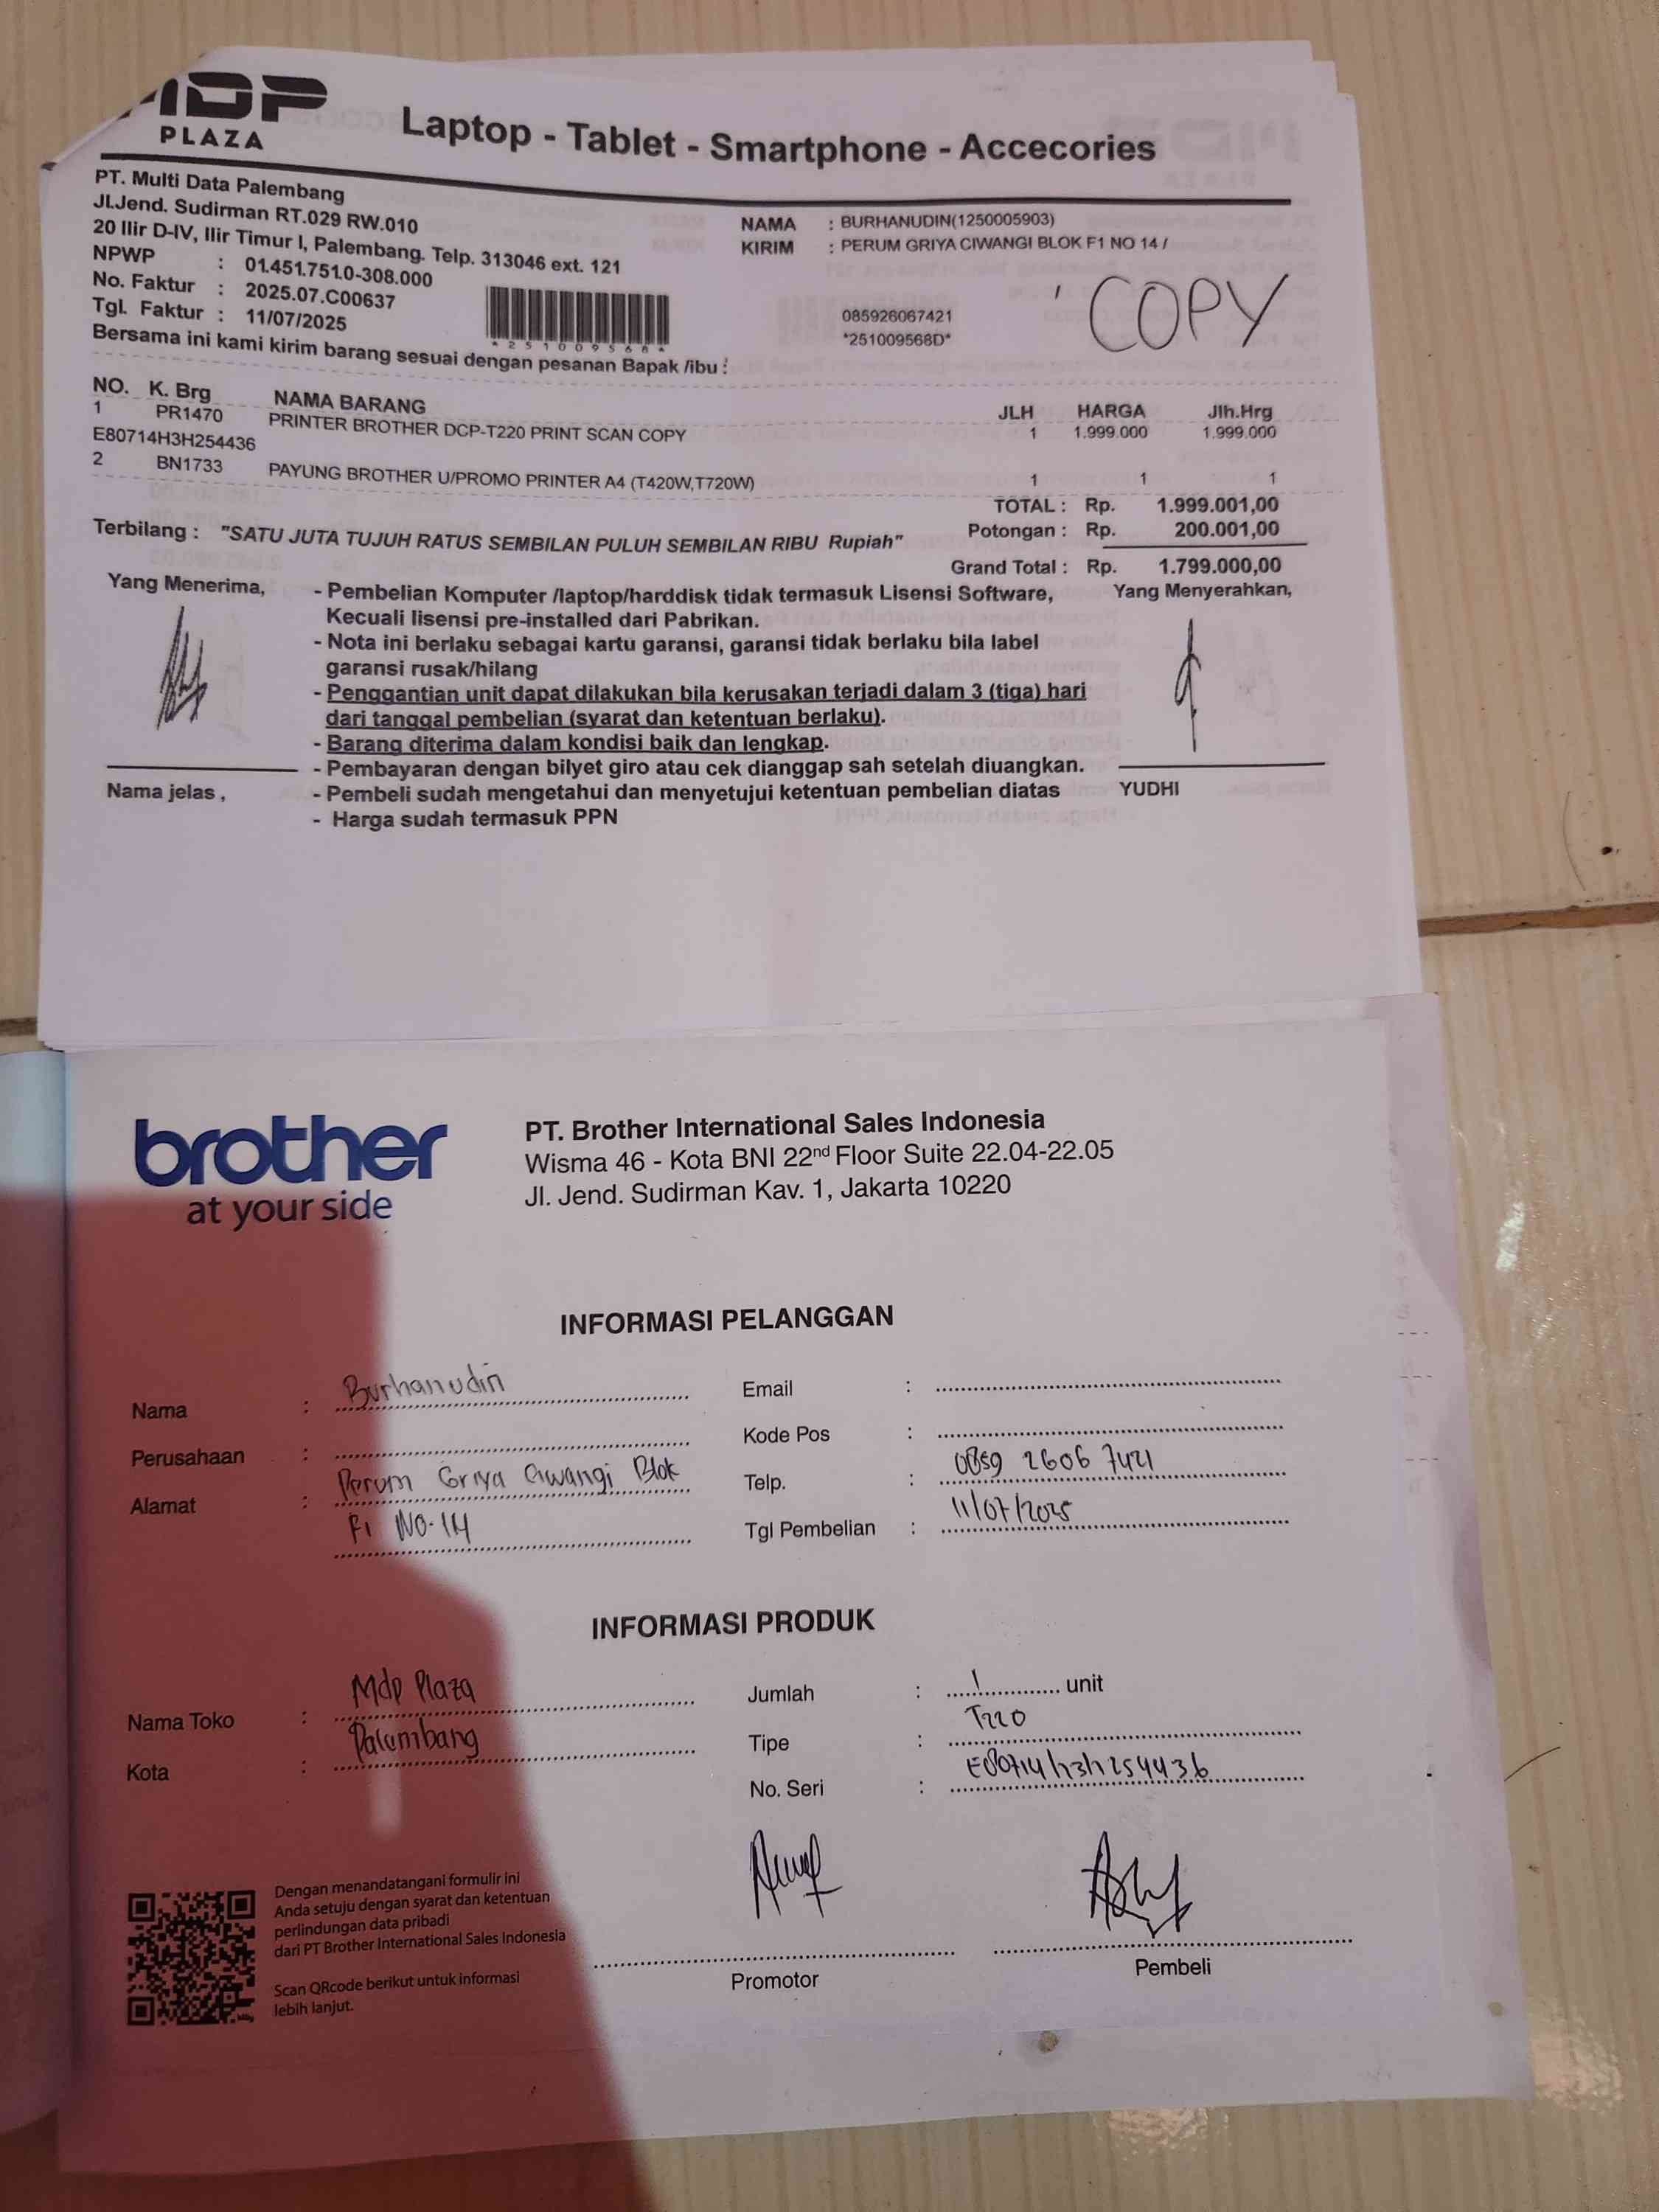 MDP
PLAZA
Laptop - Tablet - Smartphone - Accecories
PT. Multi Data Palembang
Jl.Jend. Sudirman RT.029 RW.010
20 Ilir D-IV, Ilir Timur I, Palembang. Telp. 313046 ext. 121
NPWP : 01.451.751.0-308.000
No. Faktur : 2025.07.C00637
Tgl. Faktur : 11/07/2025
*251009568*
NAMA : BURHANUDIN(1250005903)
KIRIM : PERUM GRIYA CIWANGI BLOK F1 NO 14 /
085926067421
*251009568D*
COPY
Bersama ini kami kirim barang sesuai dengan pesanan Bapak /ibu :
NO. K. Brg NAMA BARANG JLH HARGA Jlh.Hrg
1 PR1470 PRINTER BROTHER DCP-T220 PRINT SCAN COPY 1 1.999.000 1.999.000
E80714H3H254436
2 BN1733 PAYUNG BROTHER U/PROMO PRINTER A4 (T420W,T720W) 1 1 1
TOTAL : Rp. 1.999.001,00
Terbilang : "SATU JUTA TUJUH RATUS SEMBILAN PULUH SEMBILAN RIBU Rupiah" Potongan : Rp. 200.001,00
Grand Total : Rp. 1.799.000,00
Yang Menerima,
- Pembelian Komputer /laptop/harddisk tidak termasuk Lisensi Software,
Kecuali lisensi pre-installed dari Pabrikan.
- Nota ini berlaku sebagai kartu garansi, garansi tidak berlaku bila label
garansi rusak/hilang
- Penggantian unit dapat dilakukan bila kerusakan terjadi dalam 3 (tiga) hari
dari tanggal pembelian (syarat dan ketentuan berlaku).
- Barang diterima dalam kondisi baik dan lengkap.
- Pembayaran dengan bilyet giro atau cek dianggap sah setelah diuangkan.
- Pembeli sudah mengetahui dan menyetujui ketentuan pembelian diatas
- Harga sudah termasuk PPN
Yang Menyerahkan,
Nama jelas ,
YUDHI
brother
at your side
PT. Brother International Sales Indonesia
Wisma 46 - Kota BNI 22nd Floor Suite 22.04-22.05
Jl. Jend. Sudirman Kav. 1, Jakarta 10220
INFORMASI PELANGGAN
Nama : Burhanudin
Perusahaan :
Alamat : Perum Griya Ciwangi Blok
F1 NO.14
Email :
Kode Pos :
Telp. : 0859 2606 7421
Tgl Pembelian : 11/07/2025
INFORMASI PRODUK
Nama Toko : Mdp Plaza
Kota : Palembang
Jumlah : 1 unit
Tipe : T220
No. Seri : E80714h3h254436
Dengan menandatangani formulir ini
Anda setuju dengan syarat dan ketentuan
perlindungan data pribadi
dari PT Brother International Sales Indonesia
Scan QRcode berikut untuk informasi
lebih lanjut.
Promotor
Pembeli